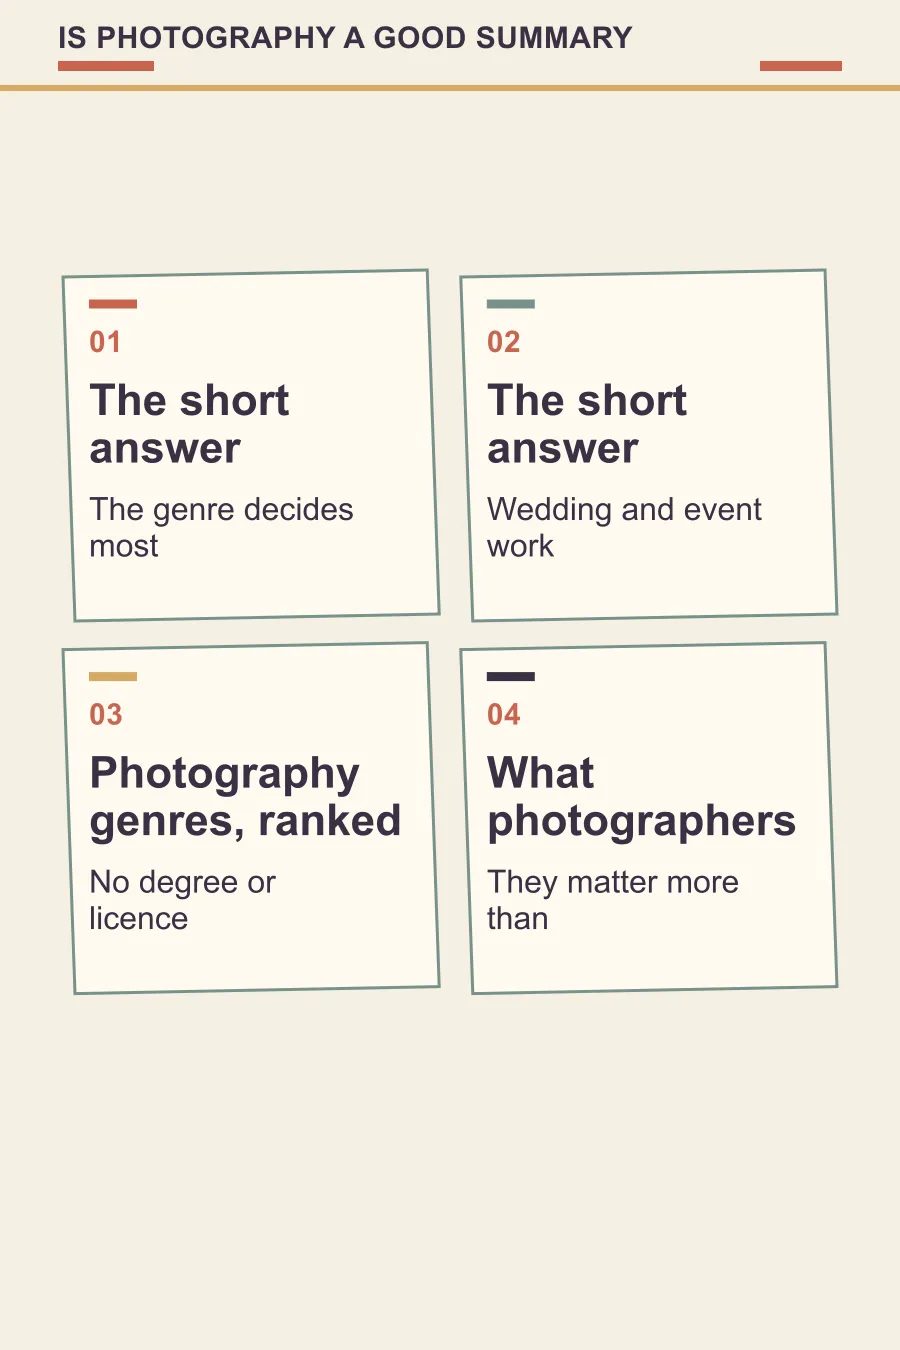 IS PHOTOGRAPHY A GOOD SUMMARY
01
The short
answer
The genre decides
most
02
The short
answer
Wedding and event
work
03
Photography
genres, ranked
No degree or
licence
04
What
photographers
They matter more
than